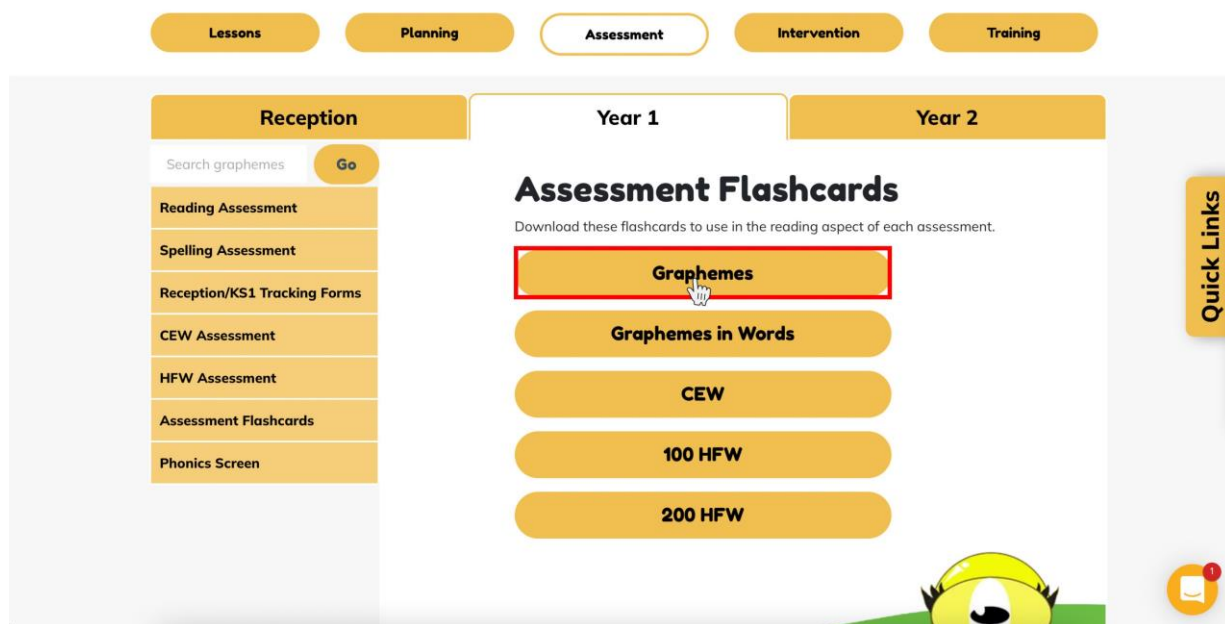 Lessons
Planning
Assessment
Intervention
Training
Reception
Year 1
Year 2
Search graphemes
Go
Reading Assessment
Spelling Assessment
Reception/KS1 Tracking Forms
CEW Assessment
HFW Assessment
Assessment Flashcards
Phonics Screen
Assessment Flashcards
Download these flashcards to use in the reading aspect of each assessment.
Graphemes
Graphemes in Words
CEW
100 HFW
200 HFW
Quick Links
1